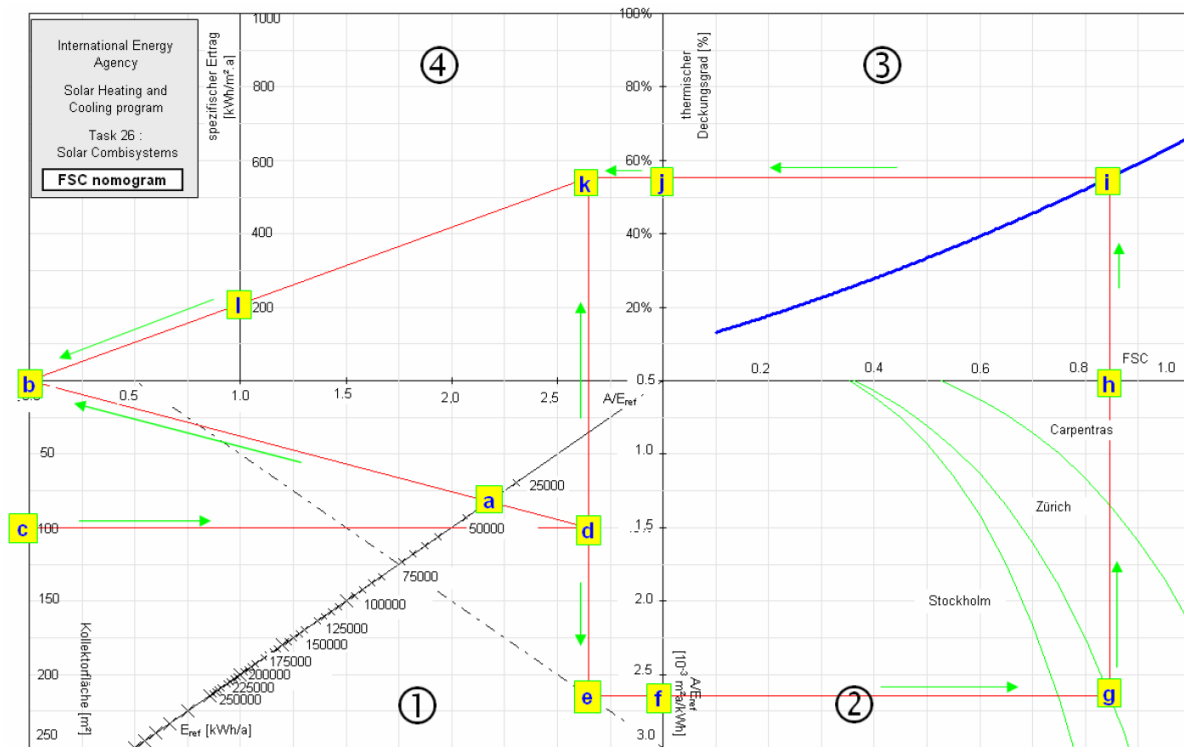 International Energy
Agency
Solar Heating and
Cooling program
Task 26 :
Solar Combisystems
FSC nomogram
spezifischer Ertrag
[kWh/m².a]
1000
800
600
400
200
④
thermischer
Deckungsgrad [%]
100%
80%
60%
40%
20%
③
k
j
i
l
b
0.5
1.0
1.5
2.0
2.5
A/E_ref
0.5
0.2
0.4
0.6
0.8
FSC
1.0
h
50
100
150
200
250
Kollektorfläche [m²]
c
a
d
e
25000
50000
75000
100000
125000
150000
175000
200000
225000
250000
E_ref [kWh/a]
①
1.0
1.5
2.0
2.5
3.0
A/E_ref
[10⁻³ m²a/kWh]
f
g
②
Carpentras
Zürich
Stockholm